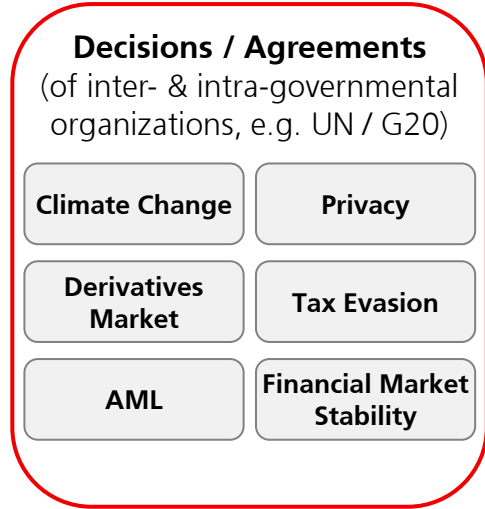 Decisions / Agreements
(of inter- & intra-governmental
organizations, e.g. UN / G20)
Climate Change
Privacy
Derivatives
Market
Tax Evasion
AML
Financial Market
Stability